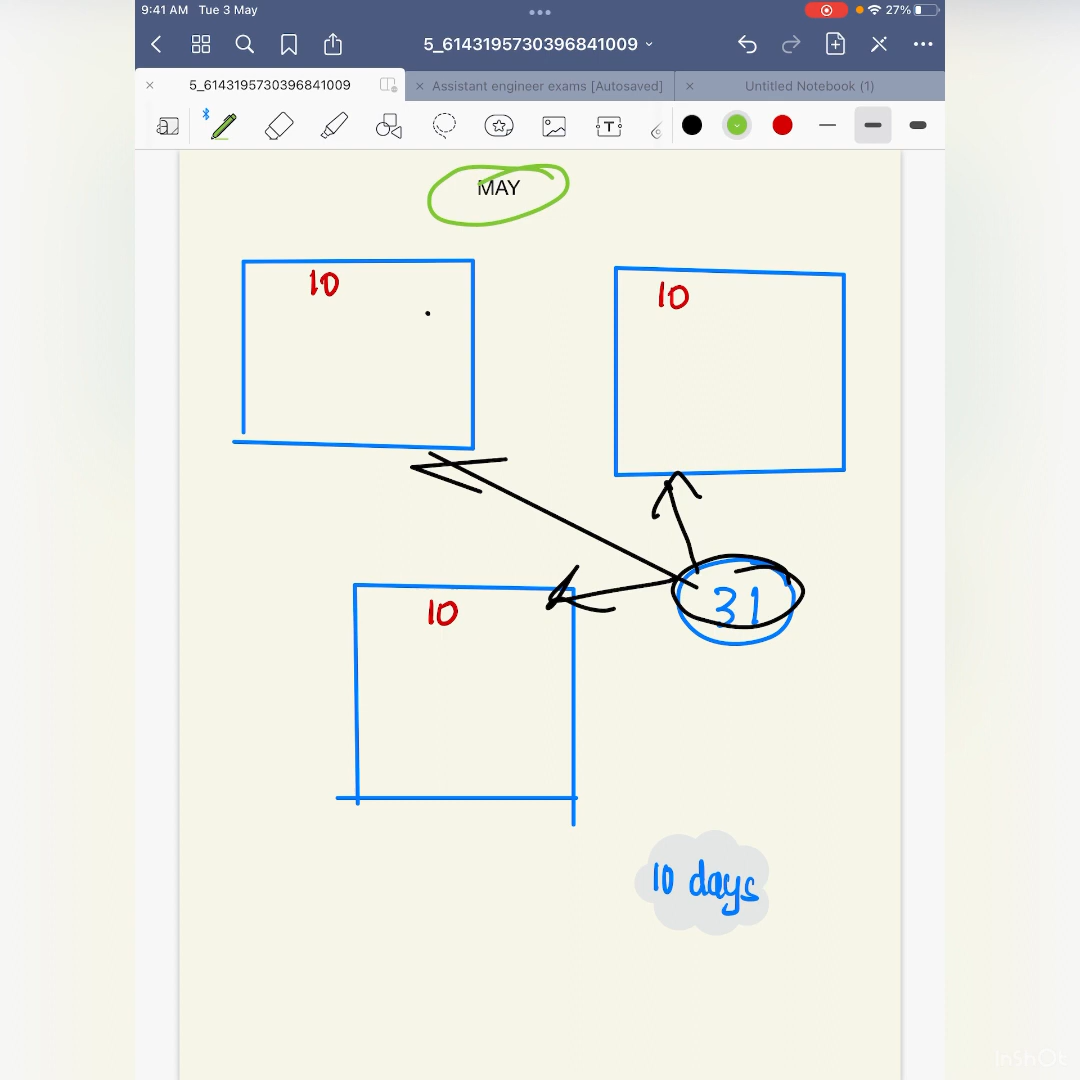 9:41 AM Tue 3 May
27%
5_6143195730396841009
5_6143195730396841009
Assistant engineer exams [Autosaved]
Untitled Notebook (1)
MAY
10
10
31
10
10 days
InShOt